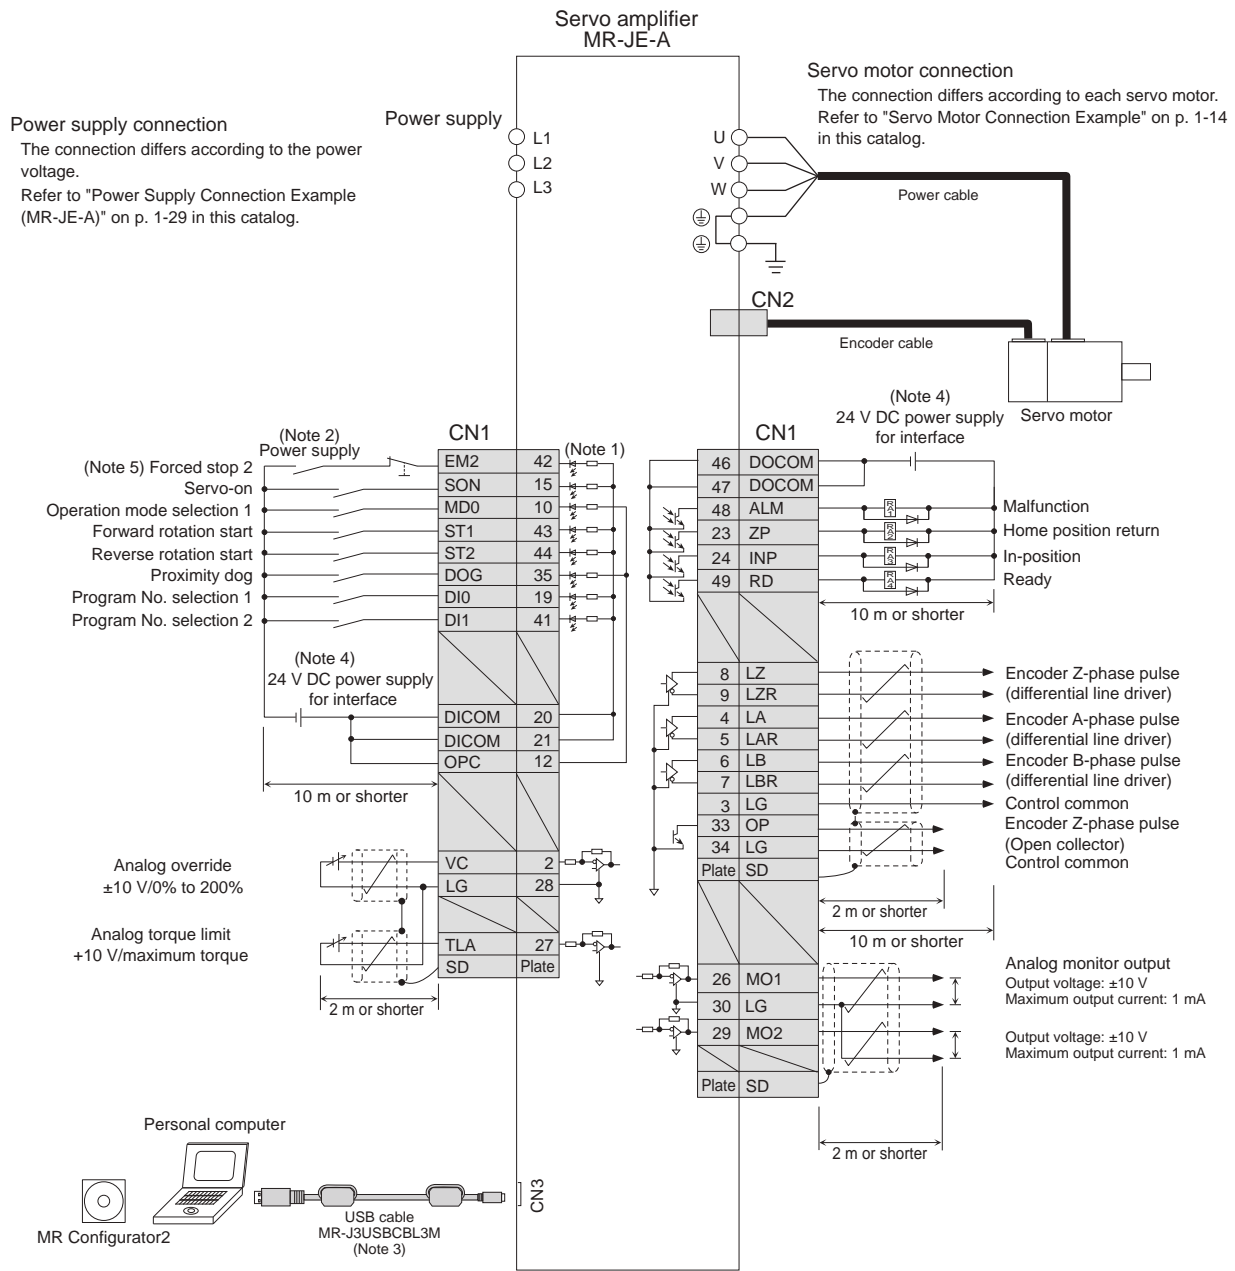 Servo amplifier
MR-JE-A
Servo motor connection
The connection differs according to each servo motor.
Refer to "Servo Motor Connection Example" on p. 1-14
in this catalog.
Power supply connection
The connection differs according to the power
voltage.
Refer to "Power Supply Connection Example
(MR-JE-A)" on p. 1-29 in this catalog.
Power supply
L1
L2
L3
U
V
W
Power cable
CN2
Encoder cable
Servo motor
(Note 2)
Power supply
CN1
(Note 1)
(Note 5) Forced stop 2 EM2 42
Servo-on SON 15
Operation mode selection 1 MD0 10
Forward rotation start ST1 43
Reverse rotation start ST2 44
Proximity dog DOG 35
Program No. selection 1 DI0 19
Program No. selection 2 DI1 41
(Note 4)
24 V DC power supply
for interface
DICOM 20
DICOM 21
OPC 12
10 m or shorter
Analog override
±10 V/0% to 200%
VC 2
LG 28
Analog torque limit
+10 V/maximum torque
TLA 27
SD Plate
2 m or shorter
(Note 4)
24 V DC power supply
for interface
CN1
46 DOCOM
47 DOCOM
48 ALM RA1 Malfunction
23 ZP RA2 Home position return
24 INP RA3 In-position
49 RD RA4 Ready
10 m or shorter
8 LZ Encoder Z-phase pulse
9 LZR (differential line driver)
4 LA Encoder A-phase pulse
5 LAR (differential line driver)
6 LB Encoder B-phase pulse
7 LBR (differential line driver)
3 LG Control common
33 OP Encoder Z-phase pulse
(Open collector)
34 LG Control common
Plate SD
2 m or shorter
10 m or shorter
Analog monitor output
26 MO1 Output voltage: ±10 V
Maximum output current: 1 mA
30 LG
29 MO2 Output voltage: ±10 V
Maximum output current: 1 mA
Plate SD
2 m or shorter
Personal computer
MR Configurator2
USB cable
MR-J3USBCBL3M
(Note 3)
CN3